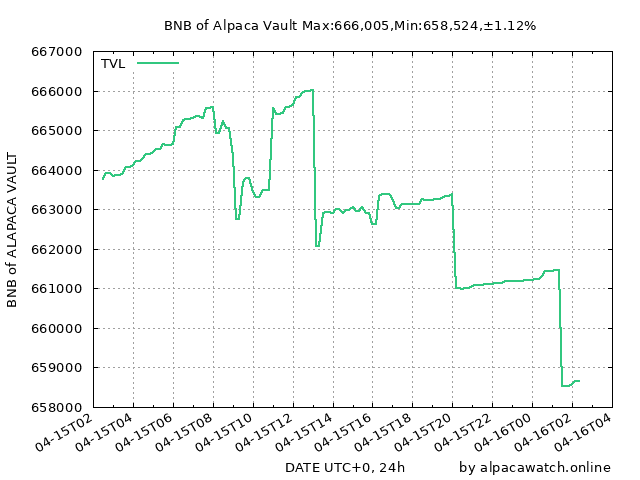 BNB of Alpaca Vault Max:666,005,Min:658,524,±1.12%
TVL
667000
666000
665000
664000
663000
662000
661000
660000
659000
658000
BNB of ALAPACA VAULT
04-15T02
04-15T04
04-15T06
04-15T08
04-15T10
04-15T12
04-15T14
04-15T16
04-15T18
04-15T20
04-15T22
04-16T00
04-16T02
04-16T04
DATE UTC+0, 24h
by alpacawatch.online